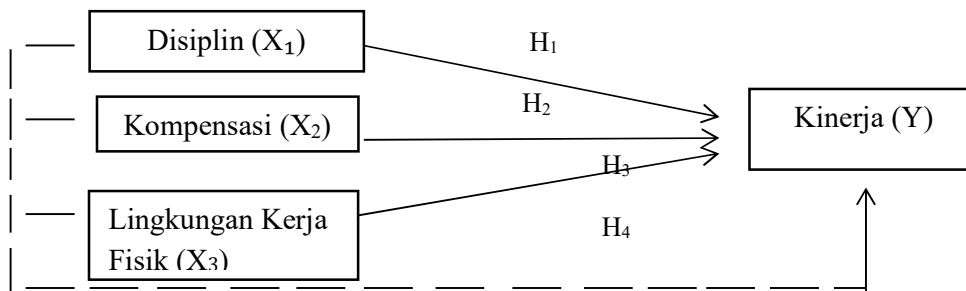 Disiplin (X₁)
H₁
H₂
Kompensasi (X₂)
Kinerja (Y)
H₃
Lingkungan Kerja
Fisik (X₃)
H₄